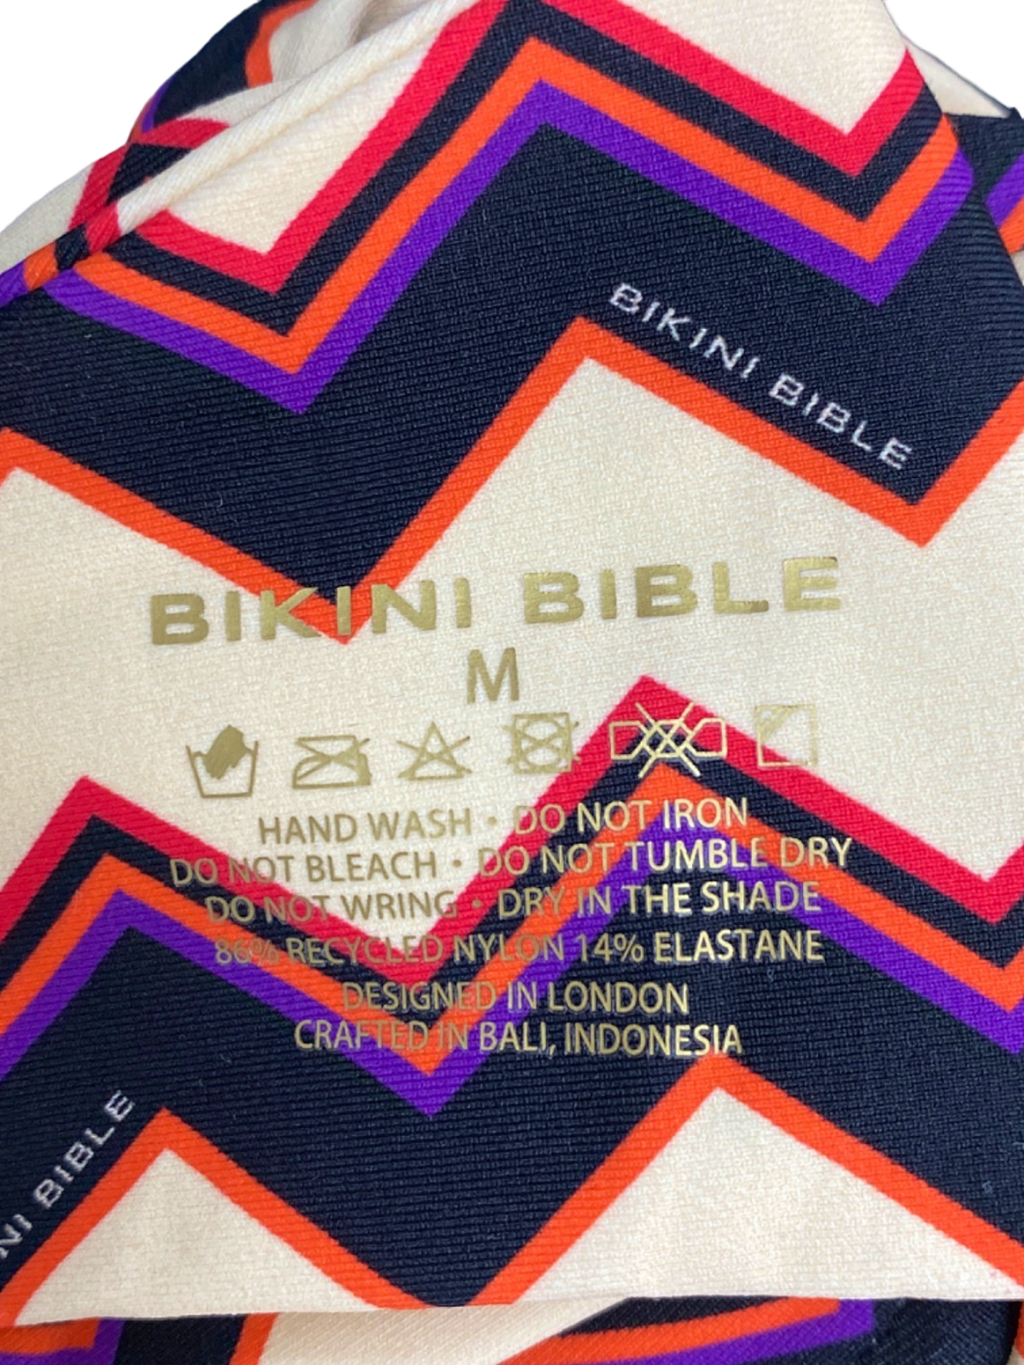 BIKINI BIBLE
BIKINI BIBLE
M
HAND WASH • DO NOT IRON
DO NOT BLEACH • DO NOT TUMBLE DRY
DO NOT WRING • DRY IN THE SHADE
86% RECYCLED NYLON 14% ELASTANE
DESIGNED IN LONDON
CRAFTED IN BALI, INDONESIA
NI BIBLE